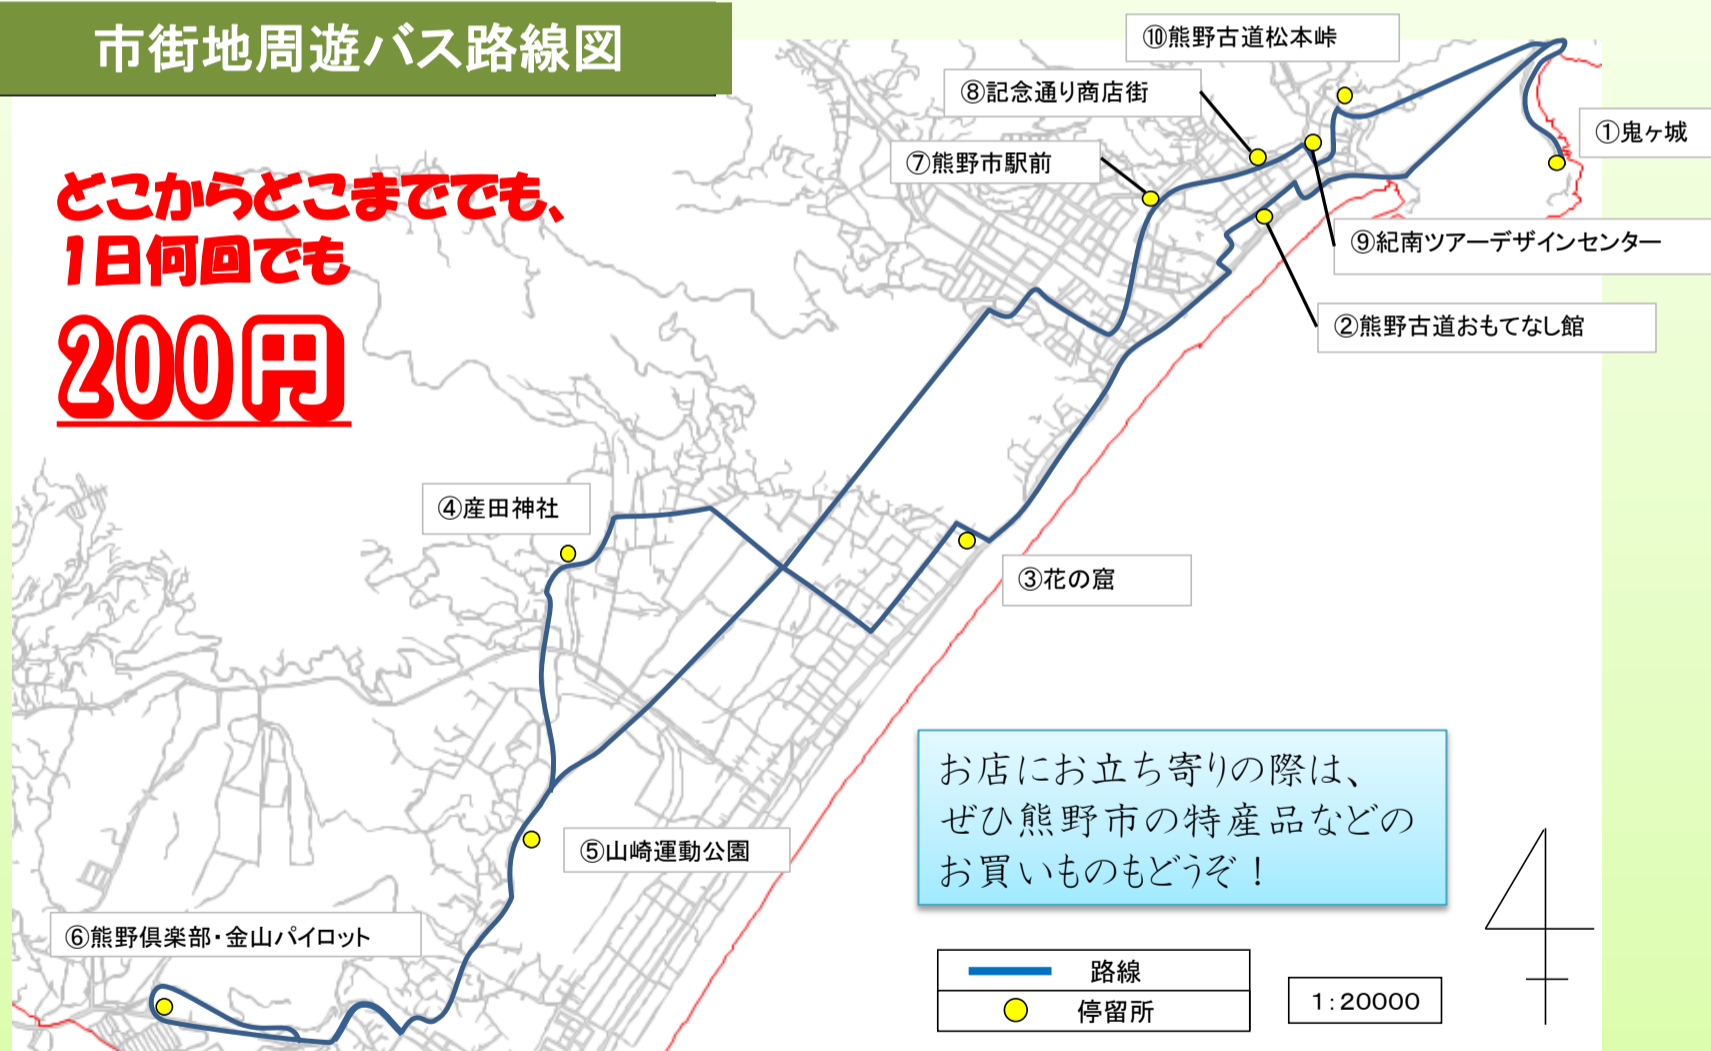 市街地周遊バス路線図
どこからどこまででも、
1日何回でも
200円
⑩熊野古道松本峠
⑧記念通り商店街
①鬼ヶ城
⑦熊野市駅前
⑨紀南ツアーデザインセンター
②熊野古道おもてなし館
④産田神社
③花の窟
⑤山崎運動公園
⑥熊野倶楽部・金山パイロット
お店にお立ち寄りの際は、
ぜひ熊野市の特産品などの
お買いものもどうぞ！
路線
停留所
1：20000